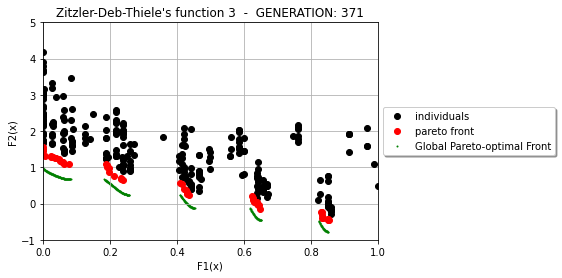 Zitzler-Deb-Thiele's function 3 - GENERATION: 371
5
4
3
2
1
0
−1
F2(x)
0.0 0.2 0.4 0.6 0.8 1.0
F1(x)
individuals
pareto front
Global Pareto-optimal Front